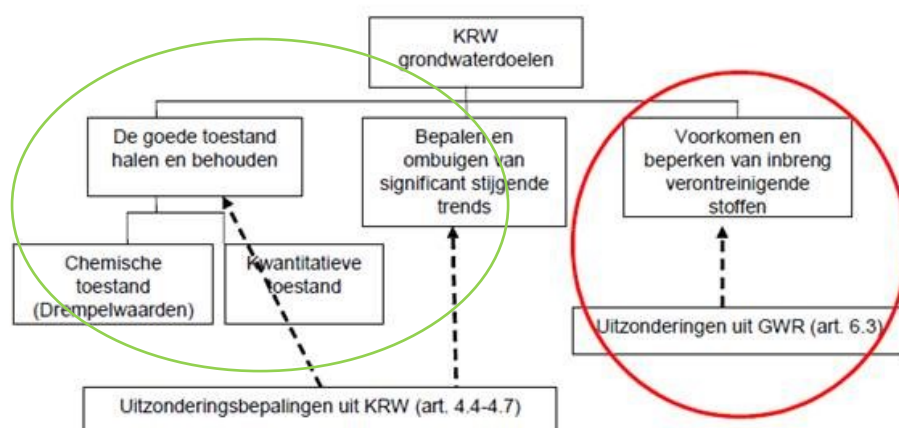 KRW
grondwaterdoelen
De goede toestand
halen en behouden
Bepalen en
ombuigen van
significant stijgende
trends
Voorkomen en
beperken van inbreng
verontreinigende
stoffen
Chemische
toestand
(Drempelwaarden)
Kwantitatieve
toestand
Uitzonderingen uit GWR (art. 6.3)
Uitzonderingsbepalingen uit KRW (art. 4.4-4.7)